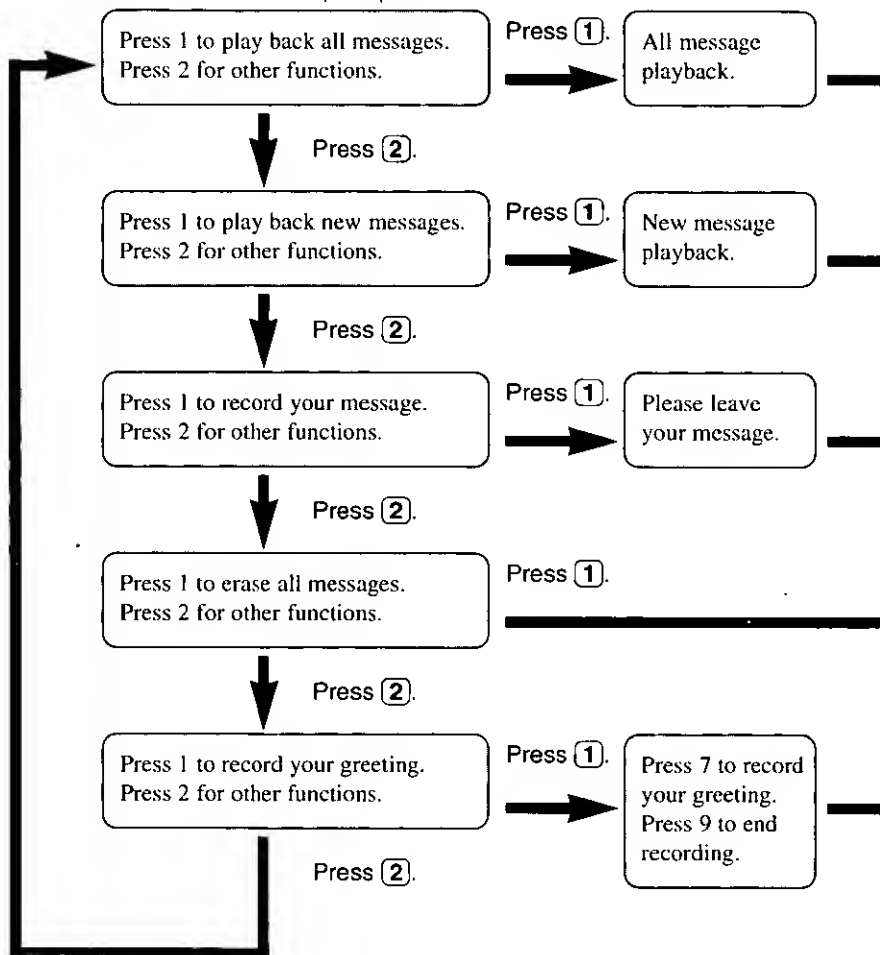 Press 1 to play back all messages.
Press 2 for other functions.
Press 1.
All message
playback.
Press 2.
Press 1 to play back new messages.
Press 2 for other functions.
Press 1.
New message
playback.
Press 2.
Press 1 to record your message.
Press 2 for other functions.
Press 1.
Please leave
your message.
Press 2.
Press 1 to erase all messages.
Press 2 for other functions.
Press 1.
Press 2.
Press 1 to record your greeting.
Press 2 for other functions.
Press 1.
Press 7 to record
your greeting.
Press 9 to end
recording.
Press 2.